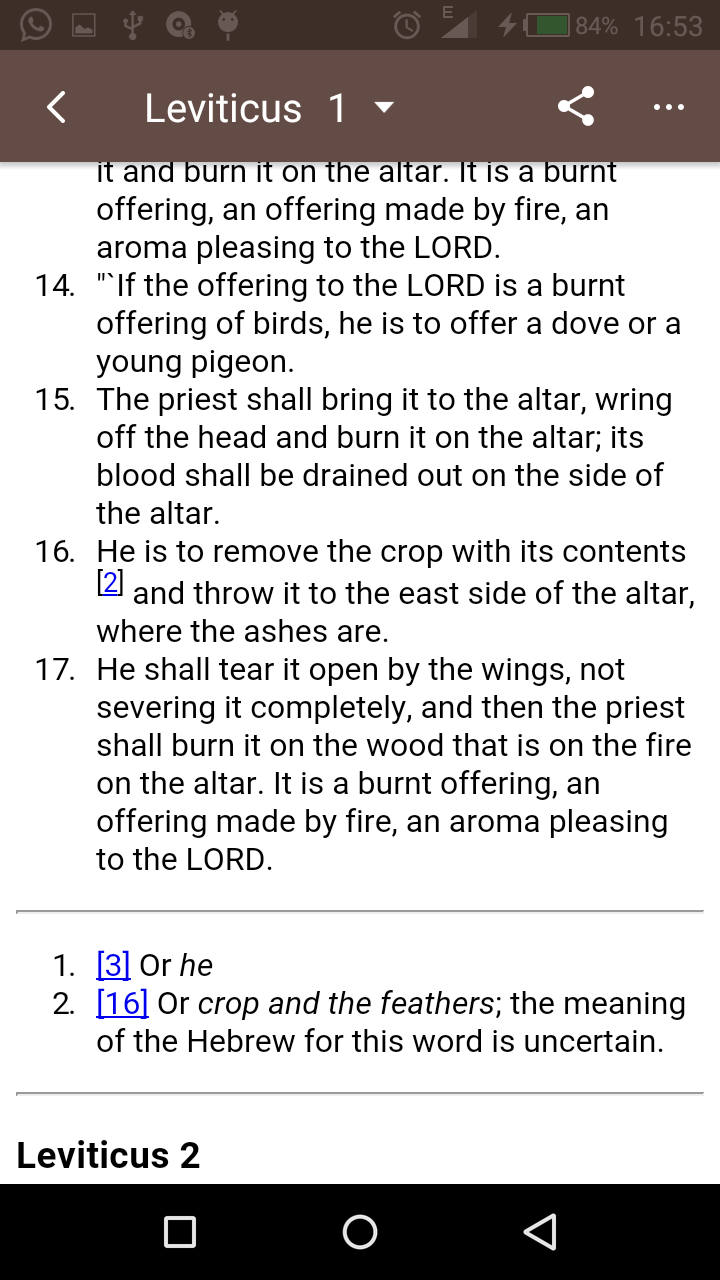 E
84% 16:53
Leviticus 1
it and burn it on the altar. It is a burnt
offering, an offering made by fire, an
aroma pleasing to the LORD.
14. "`If the offering to the LORD is a burnt
offering of birds, he is to offer a dove or a
young pigeon.
15. The priest shall bring it to the altar, wring
off the head and burn it on the altar; its
blood shall be drained out on the side of
the altar.
16. He is to remove the crop with its contents
[2] and throw it to the east side of the altar,
where the ashes are.
17. He shall tear it open by the wings, not
severing it completely, and then the priest
shall burn it on the wood that is on the fire
on the altar. It is a burnt offering, an
offering made by fire, an aroma pleasing
to the LORD.
1. [3] Or he
2. [16] Or crop and the feathers; the meaning
of the Hebrew for this word is uncertain.
Leviticus 2